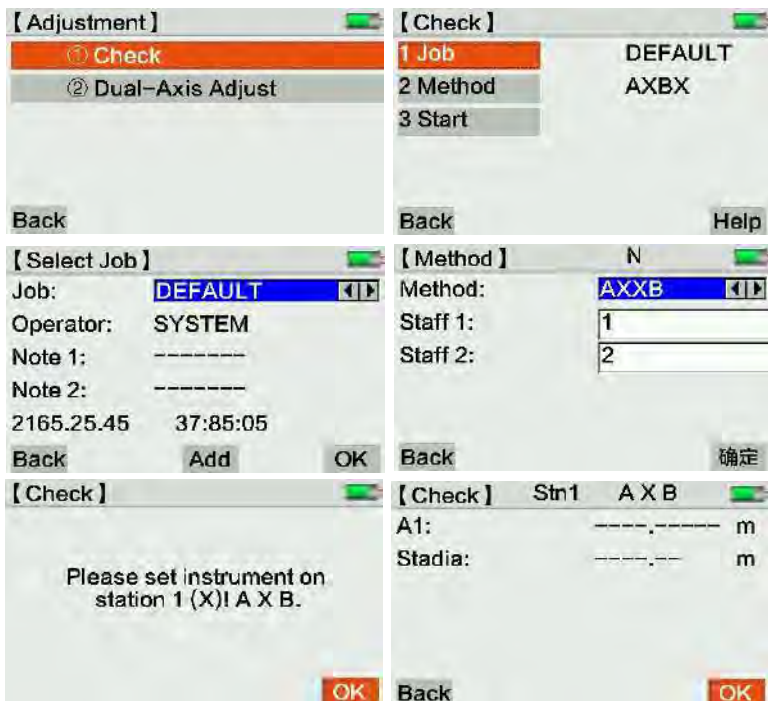 【Adjustment】
① Check
② Dual-Axis Adjust
Back
【Check】
1 Job DEFAULT
2 Method AXBX
3 Start
Back Help
【Select Job】
Job: DEFAULT
Operator: SYSTEM
Note 1: -------
Note 2: -------
2165.25.45 37:85:05
Back Add OK
【Method】 N
Method: AXXB
Staff 1: 1
Staff 2: 2
Back 确定
【Check】
Please set instrument on
station 1 (X)! A X B.
OK
【Check】 Stn1 A X B
A1: ----.----- m
Stadia: ----.-- m
Back OK